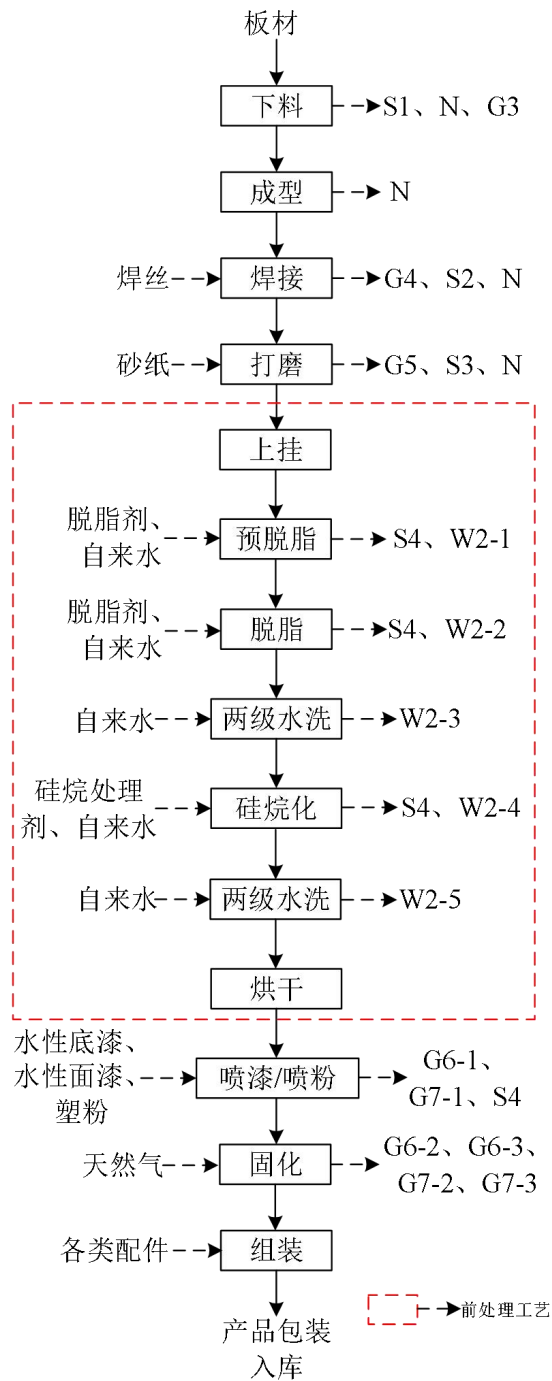 板材
下料
S1、N、G3
成型
N
焊丝
焊接
G4、S2、N
砂纸
打磨
G5、S3、N
上挂
脱脂剂、
自来水
预脱脂
S4、W2-1
脱脂剂、
自来水
脱脂
S4、W2-2
自来水
两级水洗
W2-3
硅烷处理
剂、自来水
硅烷化
S4、W2-4
自来水
两级水洗
W2-5
烘干
水性底漆、
水性面漆、
塑粉
喷漆/喷粉
G6-1、
G7-1、S4
天然气
固化
G6-2、G6-3、
G7-2、G7-3
各类配件
组装
产品包装
入库
前处理工艺